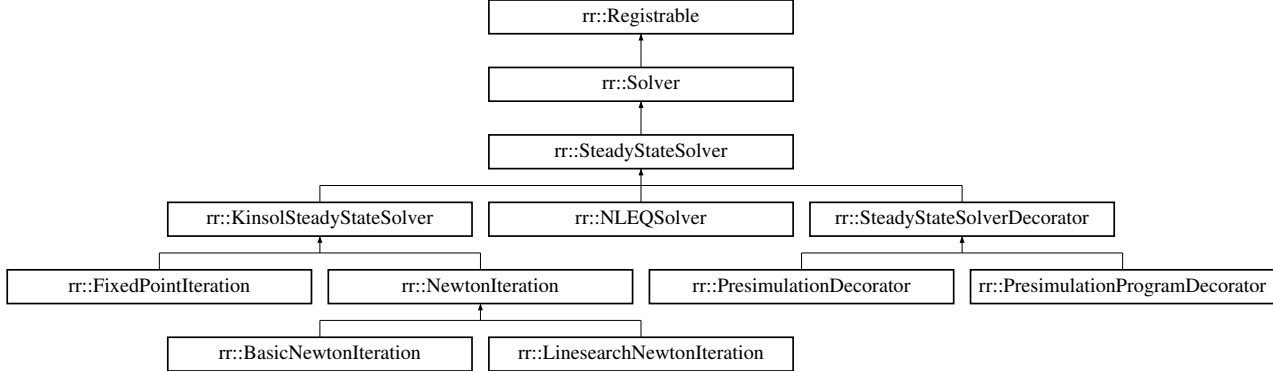 rr::Registrable
rr::Solver
rr::SteadyStateSolver
rr::KinsolSteadyStateSolver
rr::NLEQSolver
rr::SteadyStateSolverDecorator
rr::FixedPointIteration
rr::NewtonIteration
rr::PresimulationDecorator
rr::PresimulationProgramDecorator
rr::BasicNewtonIteration
rr::LinesearchNewtonIteration